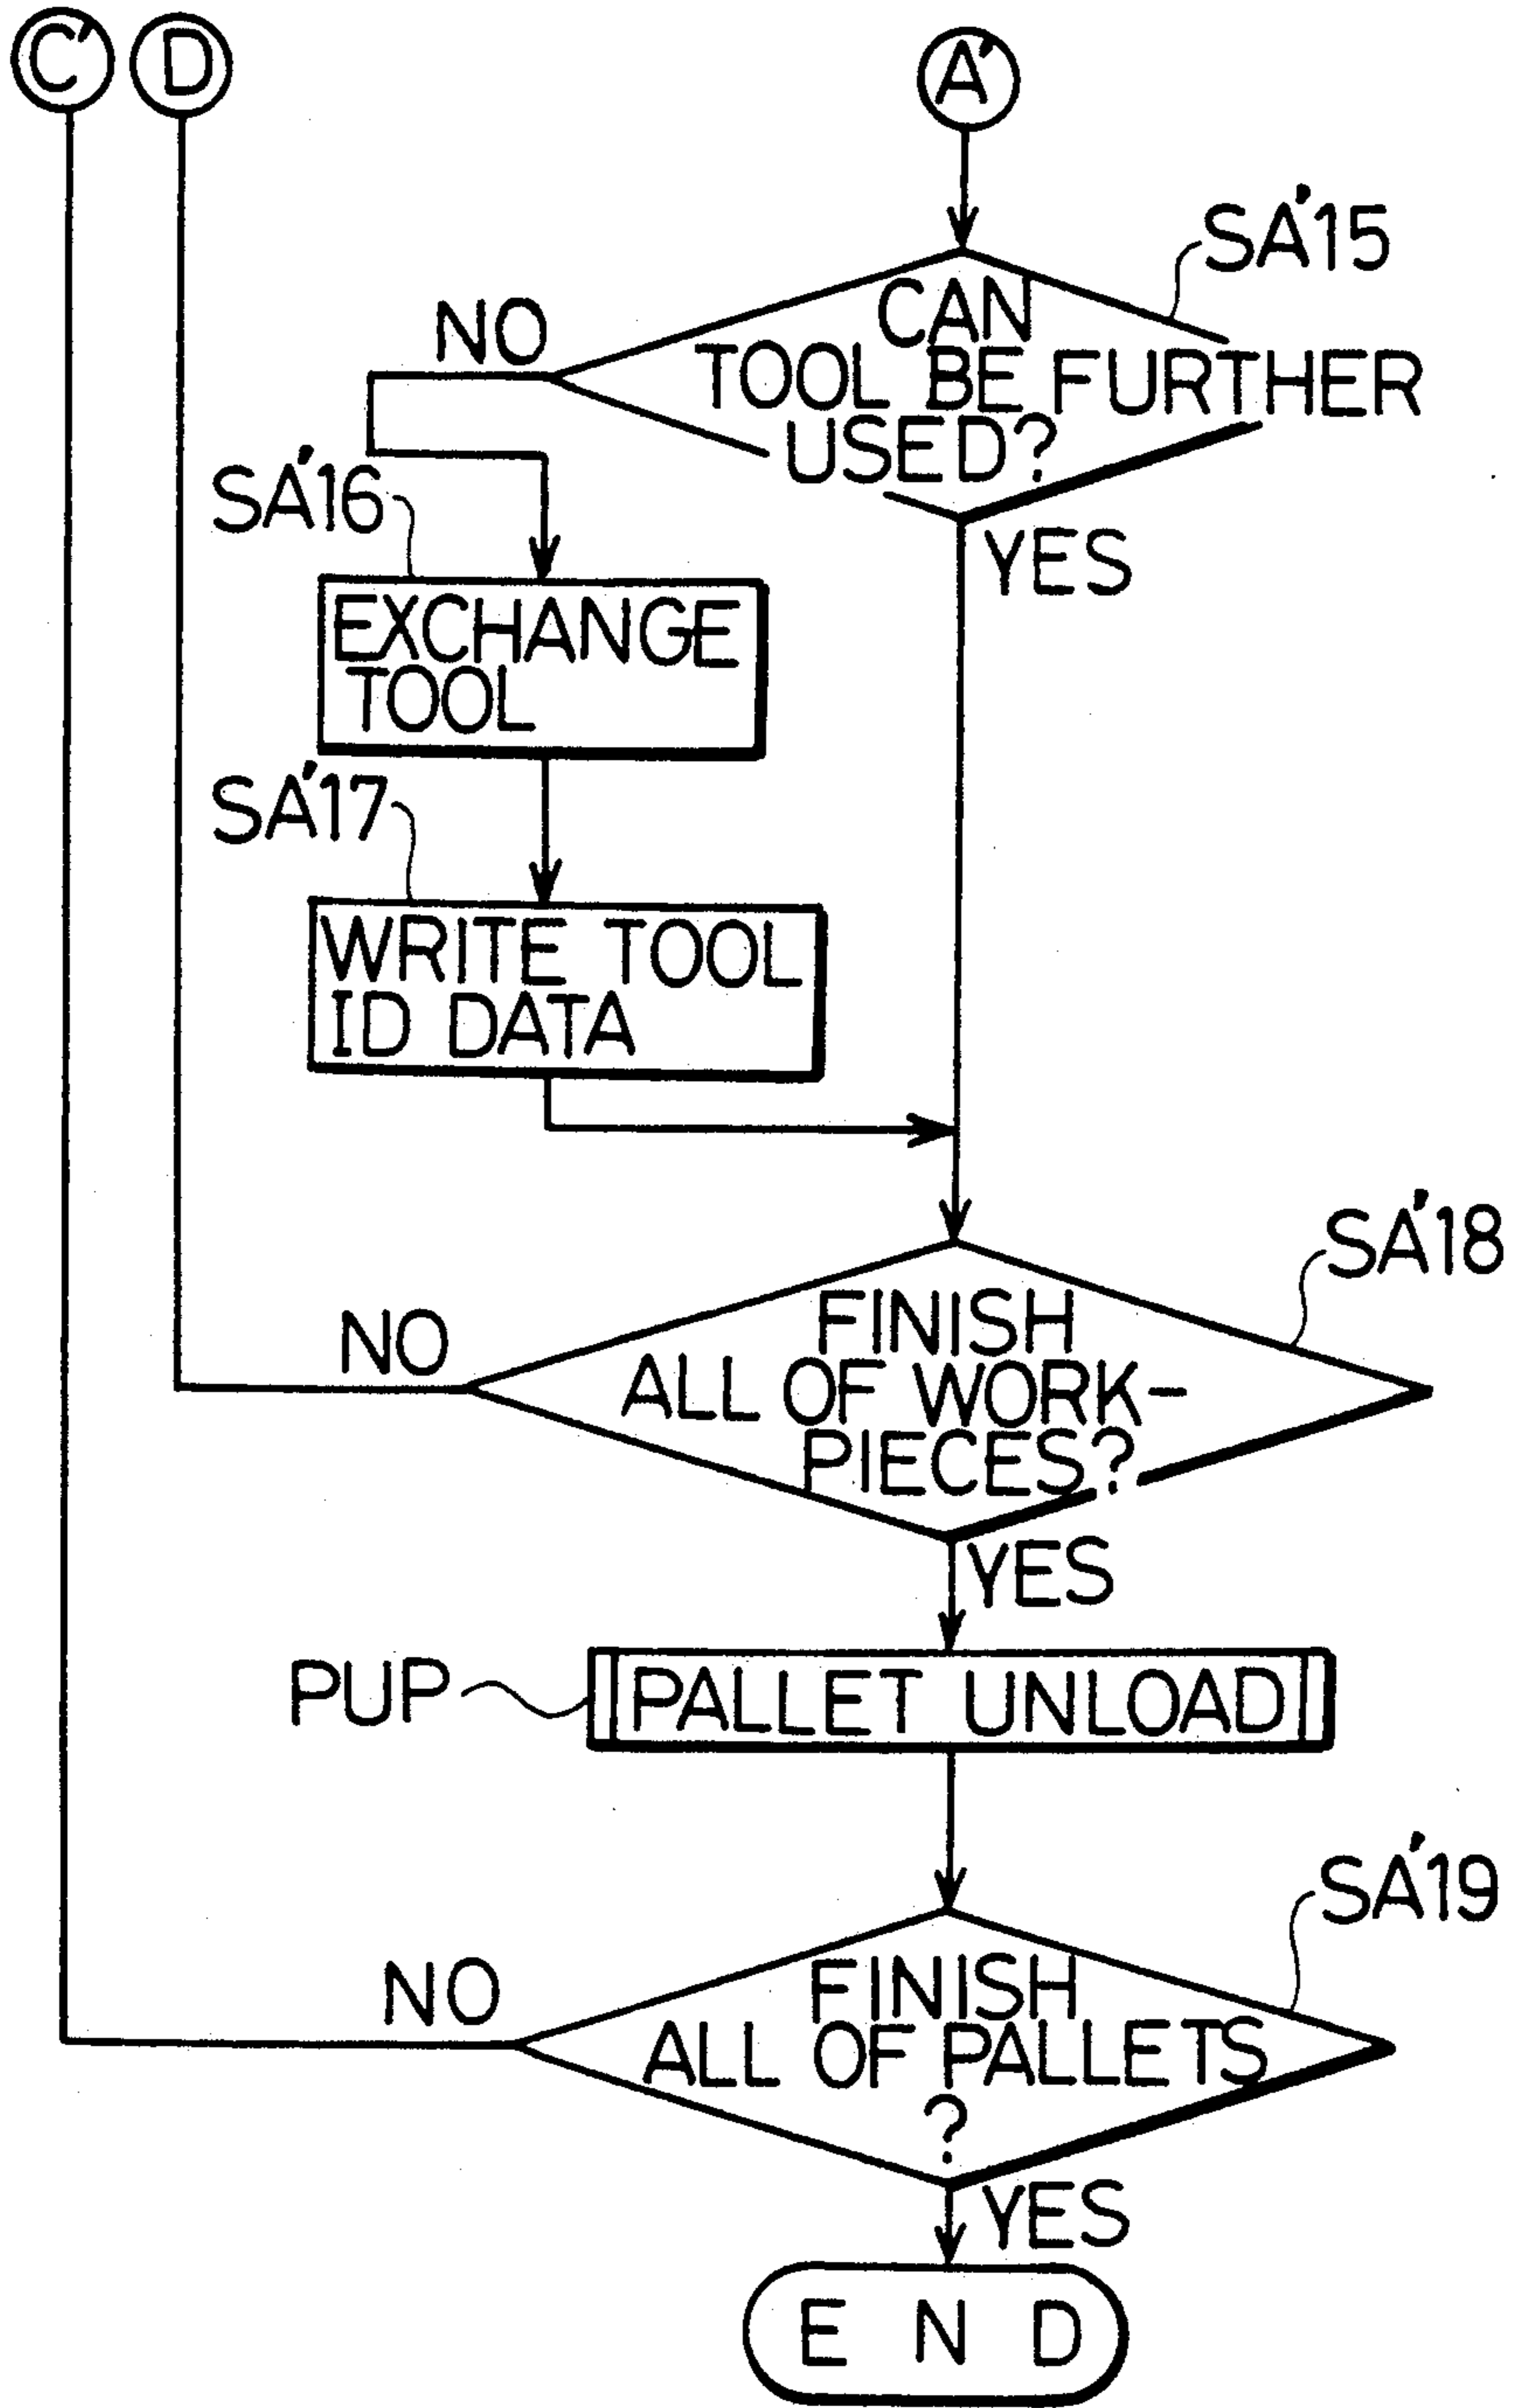 C' D A'
SA'15
CAN
NO
TOOL BE FURTHER
USED?
SA'16
YES
EXCHANGE
TOOL
SA'17
WRITE TOOL
ID DATA
SA'18
FINISH
NO
ALL OF WORK-
PIECES?
YES
PUP
PALLET UNLOAD
SA'19
FINISH
NO
ALL OF PALLETS
?
YES
END